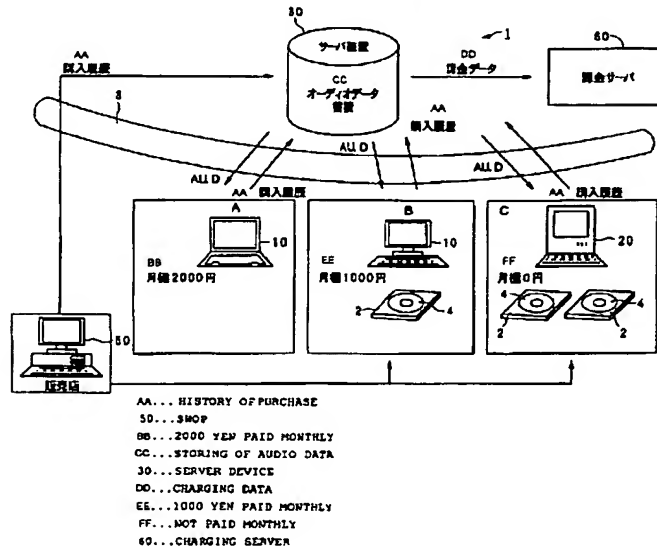 30
サーバ装置
CC
オーディオデータ
蓄積
AA
購入履歴
1
DD
課金データ
60
課金サーバ
AA
購入履歴
8
AU.D
AA 購入履歴
AU.D
AU.D
AA 購入履歴
A
10
BB
月極2000円
B
10
EE
月極1000円
2
4
C
20
FF
月極0円
4
2
4
2
50
販売店
AA...HISTORY OF PURCHASE
50...SHOP
BB...2000 YEN PAID MONTHLY
CC...STORING OF AUDIO DATA
30...SERVER DEVICE
DD...CHARGING DATA
EE...1000 YEN PAID MONTHLY
FF...NOT PAID MONTHLY
60...CHARGING SERVER